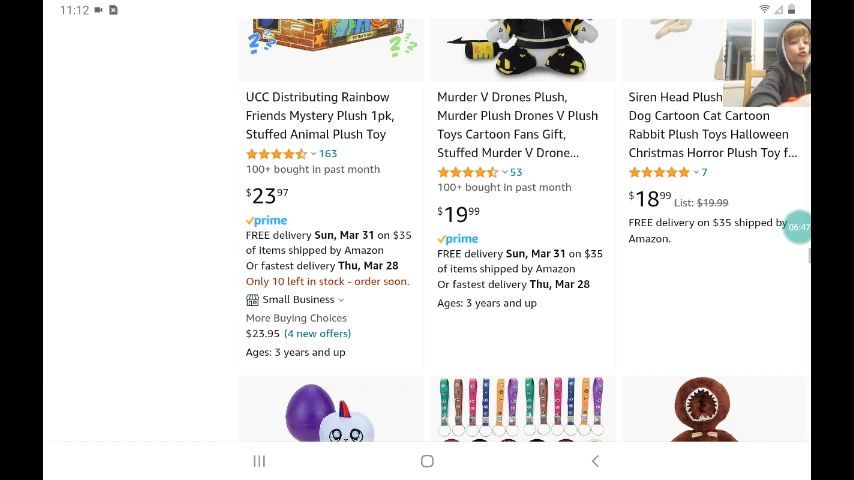 11:12
UCC Distributing Rainbow
Friends Mystery Plush 1pk,
Stuffed Animal Plush Toy
163
100+ bought in past month
$23 97
prime
FREE delivery Sun, Mar 31 on $35
of items shipped by Amazon
Or fastest delivery Thu, Mar 28
Only 10 left in stock - order soon.
Small Business
More Buying Choices
$23.95 (4 new offers)
Ages: 3 years and up
Murder V Drones Plush,
Murder Plush Drones V Plush
Toys Cartoon Fans Gift,
Stuffed Murder V Drone...
53
100+ bought in past month
$19 99
prime
FREE delivery Sun, Mar 31 on $35
of items shipped by Amazon
Or fastest delivery Thu, Mar 28
Ages: 3 years and up
Siren Head Plush
Dog Cartoon Cat Cartoon
Rabbit Plush Toys Halloween
Christmas Horror Plush Toy f...
7
$18 99 List: $19.99
FREE delivery on $35 shipped by
Amazon.
06:47